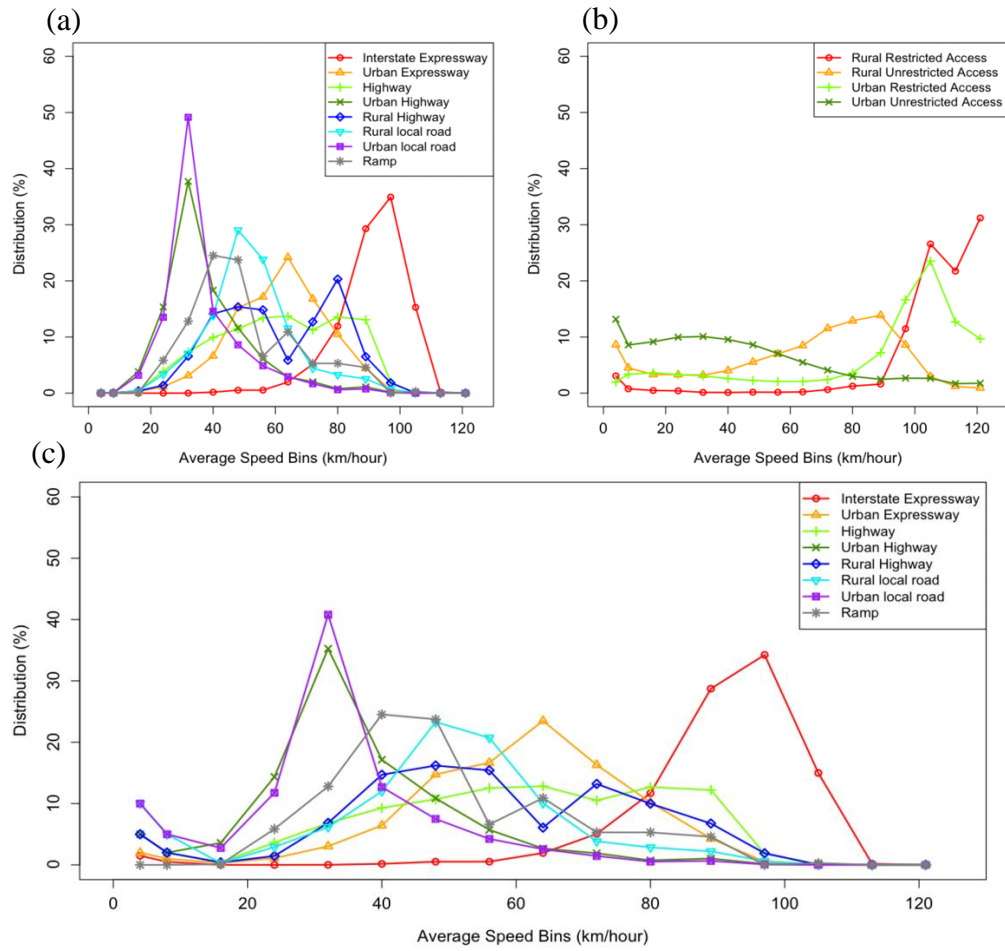 (a)
60
50
40
30
20
10
0
Distribution (%)
0 20 40 60 80 100 120
Average Speed Bins (km/hour)
Interstate Expressway
Urban Expressway
Highway
Urban Highway
Rural Highway
Rural local road
Urban local road
Ramp
(b)
60
50
40
30
20
10
0
Distribution (%)
0 20 40 60 80 100 120
Average Speed Bins (km/hour)
Rural Restricted Access
Rural Unrestricted Access
Urban Restricted Access
Urban Unrestricted Access
(c)
60
50
40
30
20
10
0
Distribution (%)
0 20 40 60 80 100 120
Average Speed Bins (km/hour)
Interstate Expressway
Urban Expressway
Highway
Urban Highway
Rural Highway
Rural local road
Urban local road
Ramp